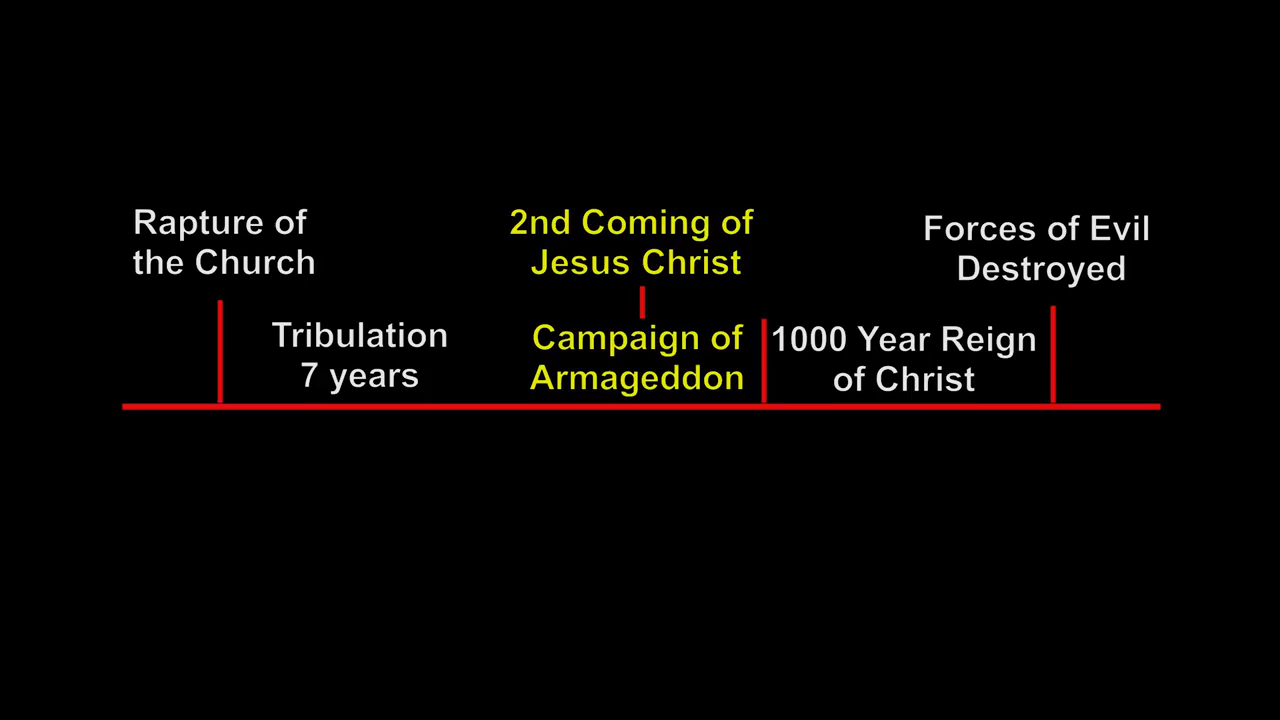 Rapture of
the Church
2nd Coming of
Jesus Christ
Forces of Evil
Destroyed
Tribulation
7 years
Campaign of
Armageddon
1000 Year Reign
of Christ